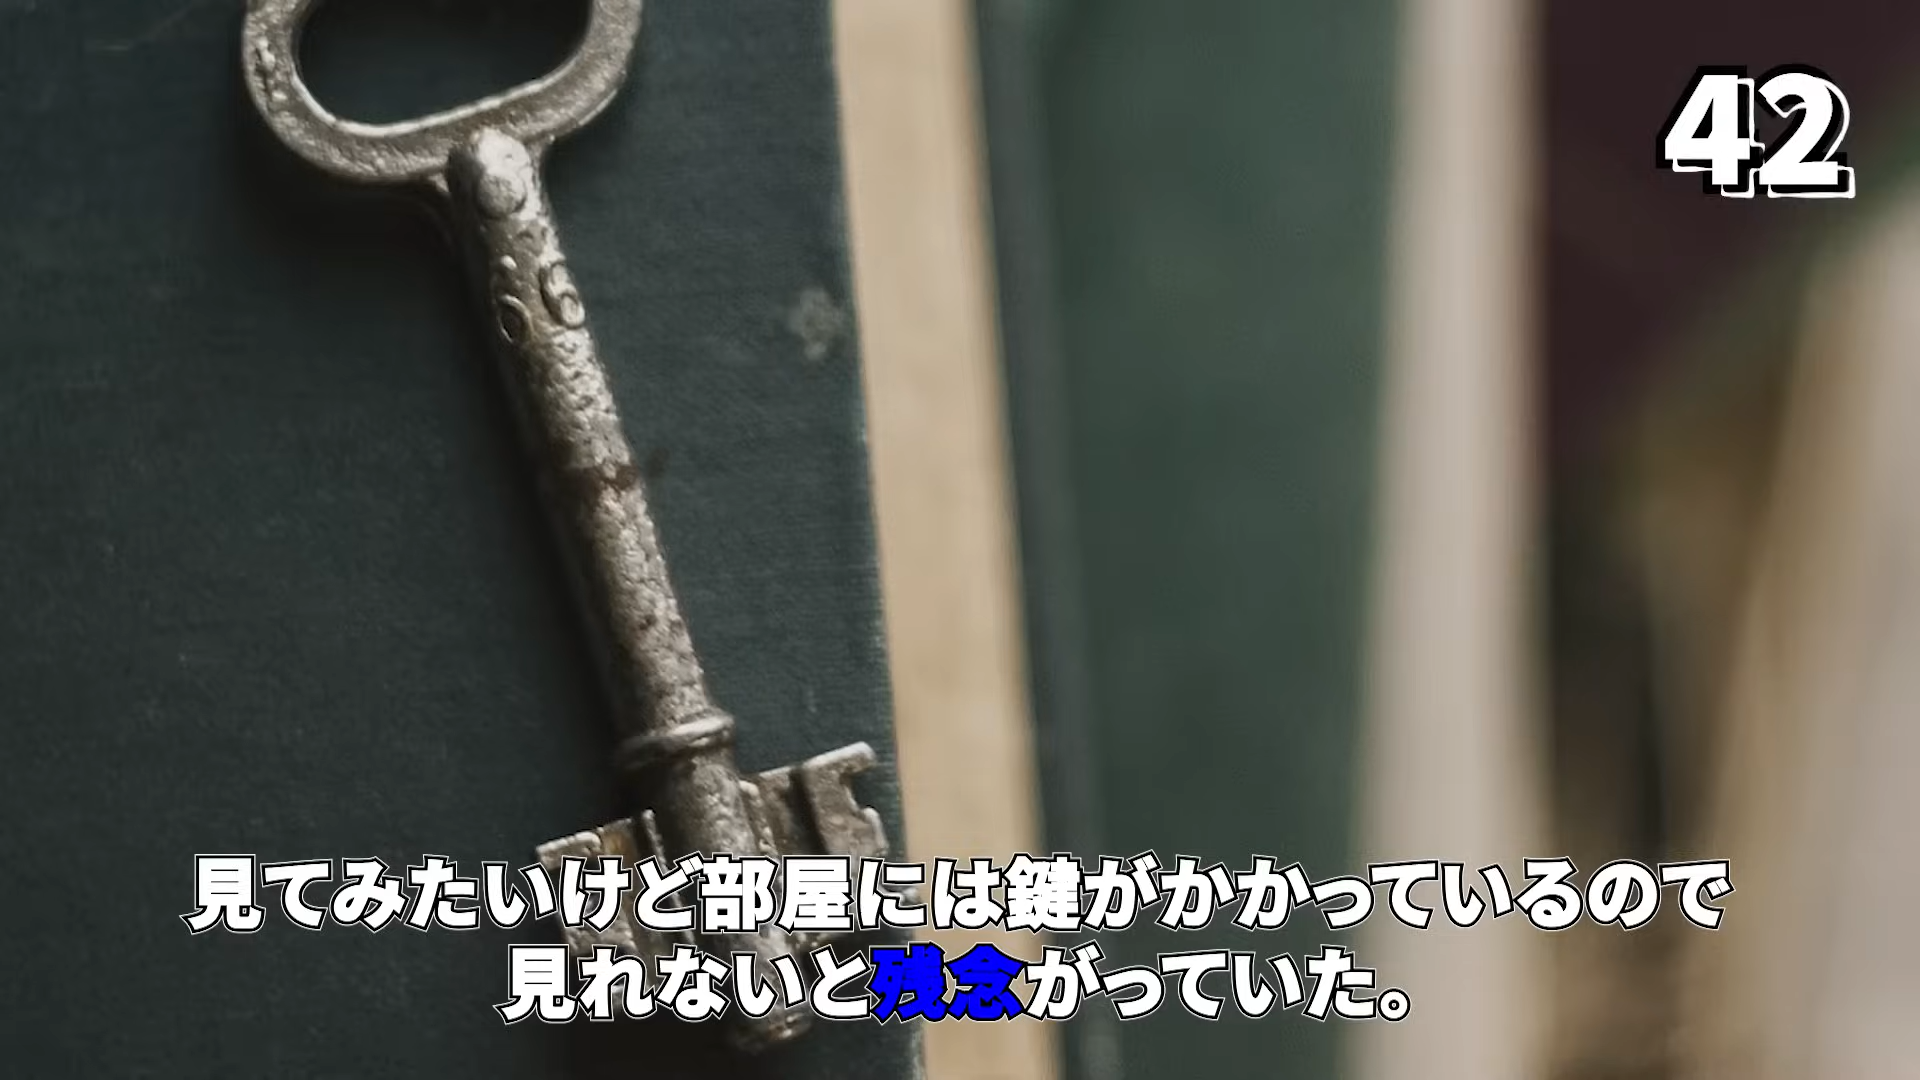 42
見てみたいけど部屋には鍵がかかっているので
見れないと残念がっていた。